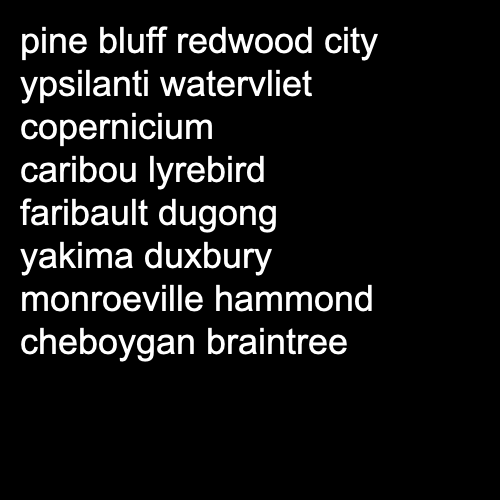 pine bluff redwood city
ypsilanti watervliet
copernicium
caribou lyrebird
faribault dugong
yakima duxbury
monroeville hammond
cheboygan braintree